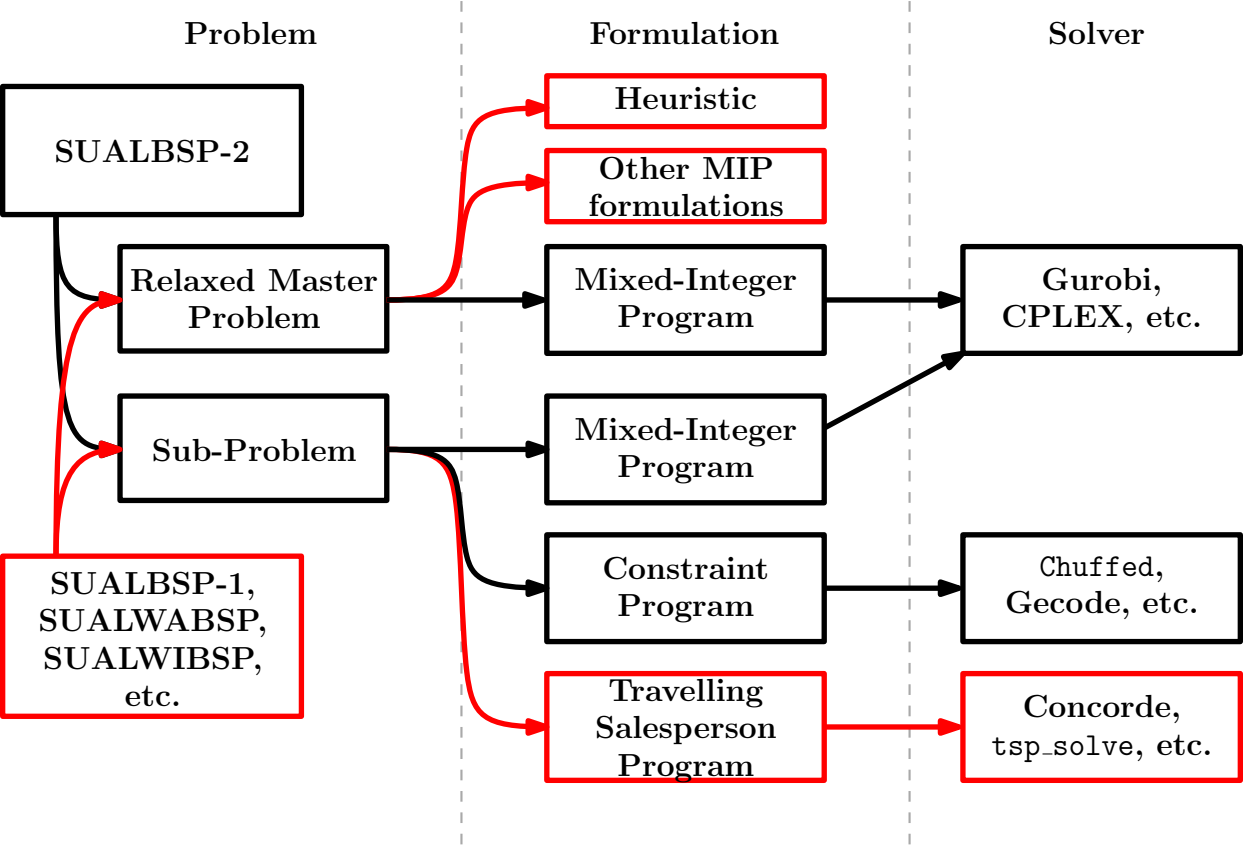 Problem
Formulation
Solver
SUALBSP-2
Relaxed Master
Problem
Sub-Problem
SUALBSP-1,
SUALWABSP,
SUALWIBSP,
etc.
Heuristic
Other MIP
formulations
Mixed-Integer
Program
Mixed-Integer
Program
Constraint
Program
Travelling
Salesperson
Program
Gurobi,
CPLEX, etc.
Chuffed,
Gecode, etc.
Concorde,
tsp_solve, etc.